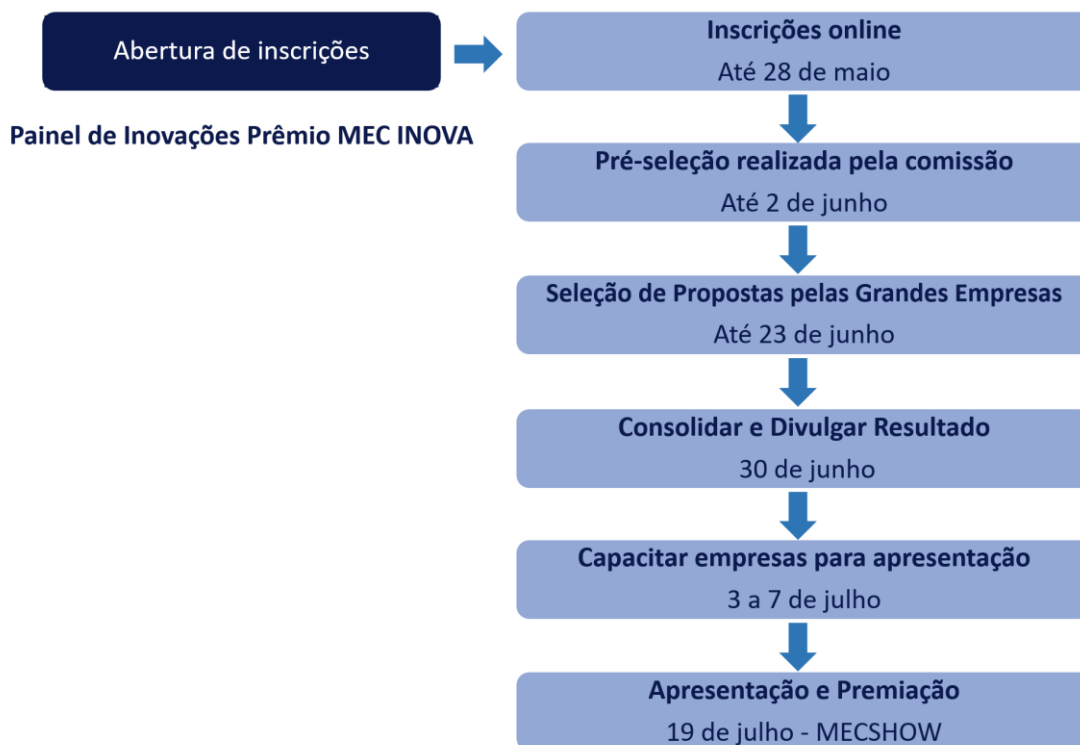 Abertura de inscrições
Painel de Inovações Prêmio MEC INOVA
Inscrições online
Até 28 de maio
Pré-seleção realizada pela comissão
Até 2 de junho
Seleção de Propostas pelas Grandes Empresas
Até 23 de junho
Consolidar e Divulgar Resultado
30 de junho
Capacitar empresas para apresentação
3 a 7 de julho
Apresentação e Premiação
19 de julho - MECSHOW